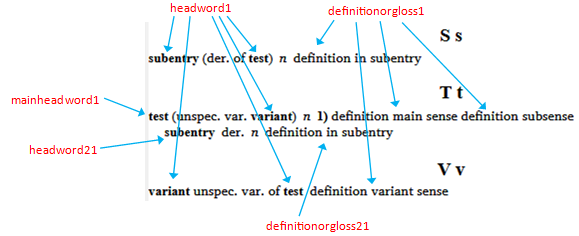 headword1
definitionorgloss1
S s
subentry (der. of test) n definition in subentry
T t
mainheadword1
test (unspec. var. variant) n 1) definition main sense definition subsense
subentry der. n definition in subentry
headword21
V v
variant unspec. var. of test definition variant sense
definitionorgloss21